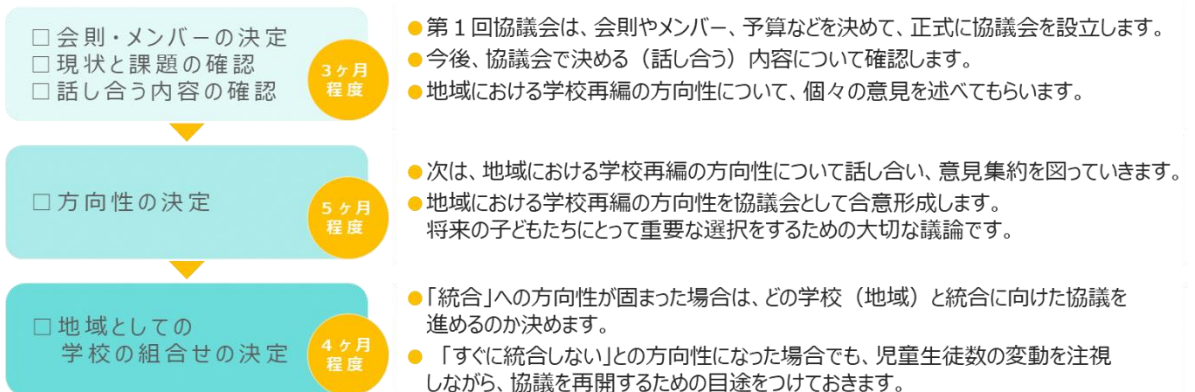 □会則・メンバーの決定
□現状と課題の確認
□話し合う内容の確認
3ヶ月
程度
●第１回協議会は、会則やメンバー、予算などを決めて、正式に協議会を設立します。
●今後、協議会で決める（話し合う）内容について確認します。
●地域における学校再編の方向性について、個々の意見を述べてもらいます。
□方向性の決定
5ヶ月
程度
●次は、地域における学校再編の方向性について話し合い、意見集約を図っていきます。
●地域における学校再編の方向性を協議会として合意形成します。
将来の子どもたちにとって重要な選択をするための大切な議論です。
□地域としての
学校の組合せの決定
4ヶ月
程度
●「統合」への方向性が固まった場合は、どの学校（地域）と統合に向けた協議を
進めるのか決めます。
●「すぐに統合しない」との方向性になった場合でも、児童生徒数の変動を注視
しながら、協議を再開するための目途をつけておきます。